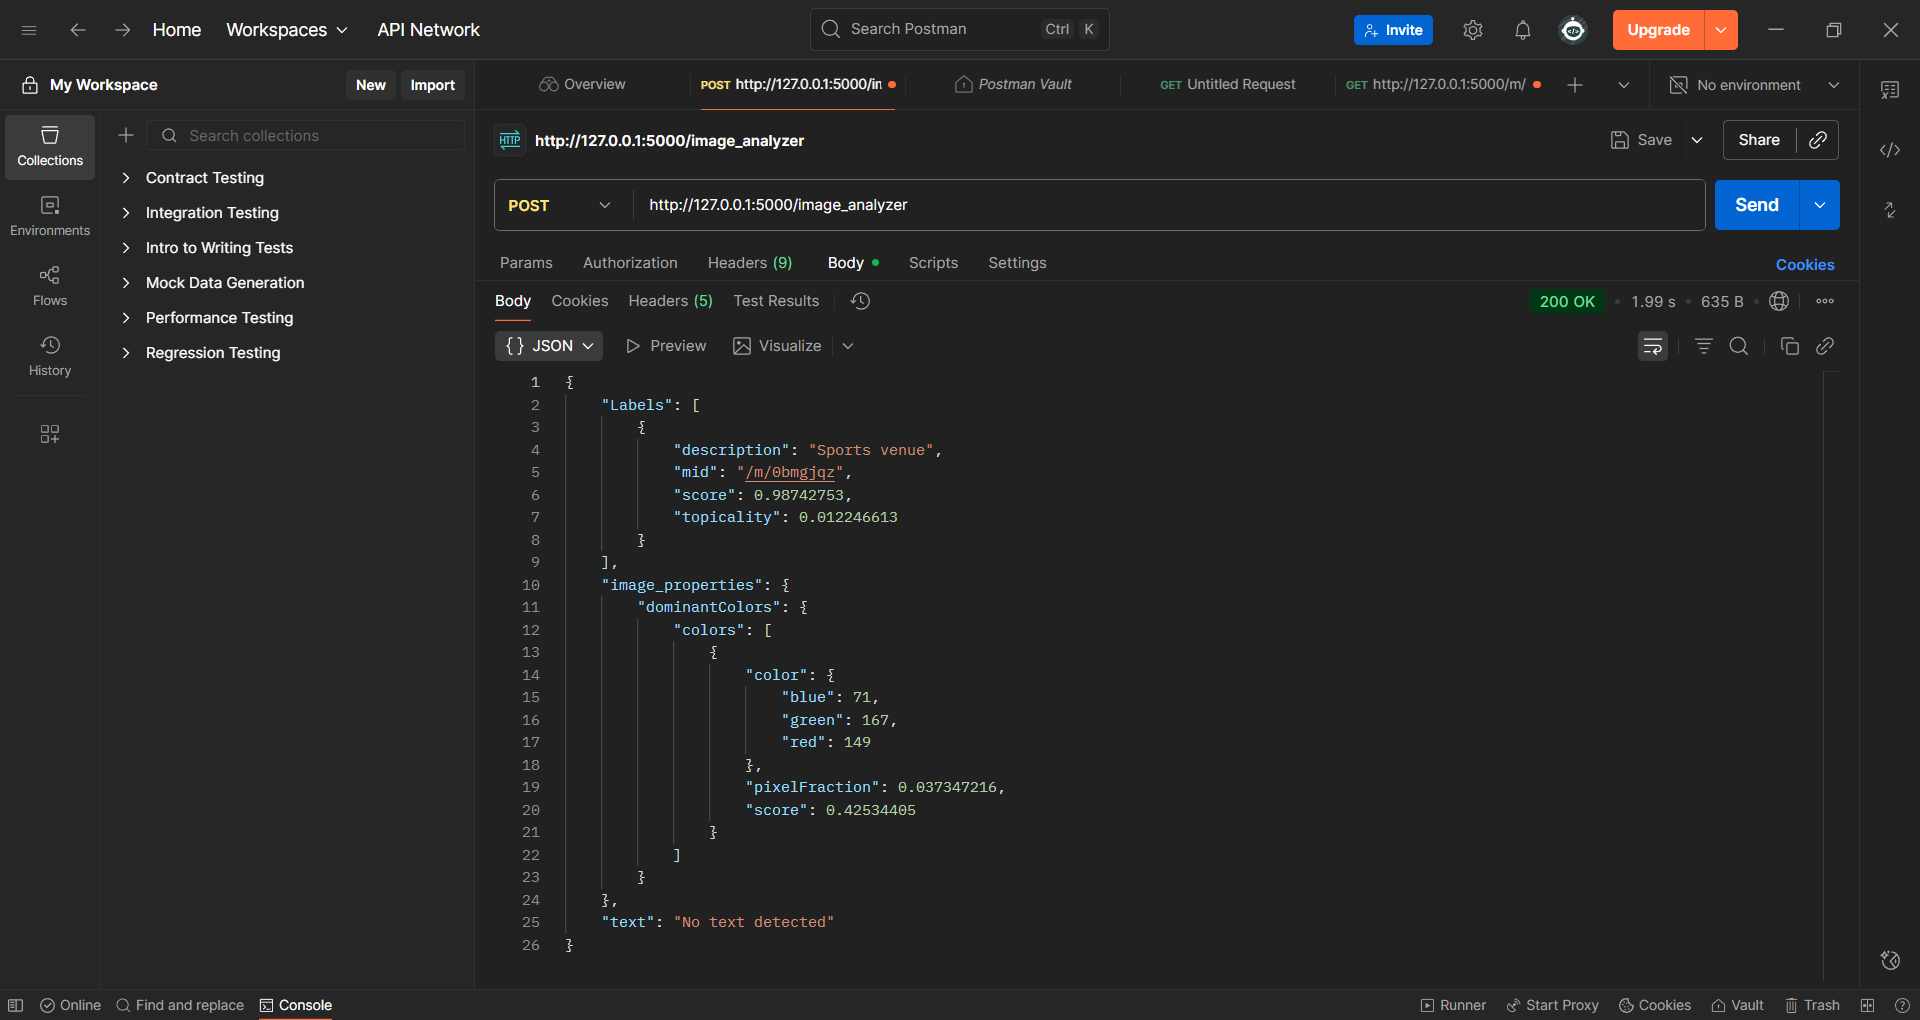 Home Workspaces API Network Search Postman Ctrl K Invite Upgrade
My Workspace New Import Overview POST http://127.0.0.1:5000/in Postman Vault GET Untitled Request GET http://127.0.0.1:5000/m/ No environment
Collections
Environments
Flows
History
Search collections
Contract Testing
Integration Testing
Intro to Writing Tests
Mock Data Generation
Performance Testing
Regression Testing
HTTP http://127.0.0.1:5000/image_analyzer Save Share
POST http://127.0.0.1:5000/image_analyzer Send
Params Authorization Headers (9) Body Scripts Settings Cookies
Body Cookies Headers (5) Test Results 200 OK • 1.99 s • 635 B
{} JSON Preview Visualize
1 {
2 "Labels": [
3 {
4 "description": "Sports venue",
5 "mid": "/m/0bmgjqz",
6 "score": 0.98742753,
7 "topicality": 0.012246613
8 }
9 ],
10 "image_properties": {
11 "dominantColors": {
12 "colors": [
13 {
14 "color": {
15 "blue": 71,
16 "green": 167,
17 "red": 149
18 },
19 "pixelFraction": 0.037347216,
20 "score": 0.42534405
21 }
22 ]
23 }
24 },
25 "text": "No text detected"
26 }
Online Find and replace Console Runner Start Proxy Cookies Vault Trash